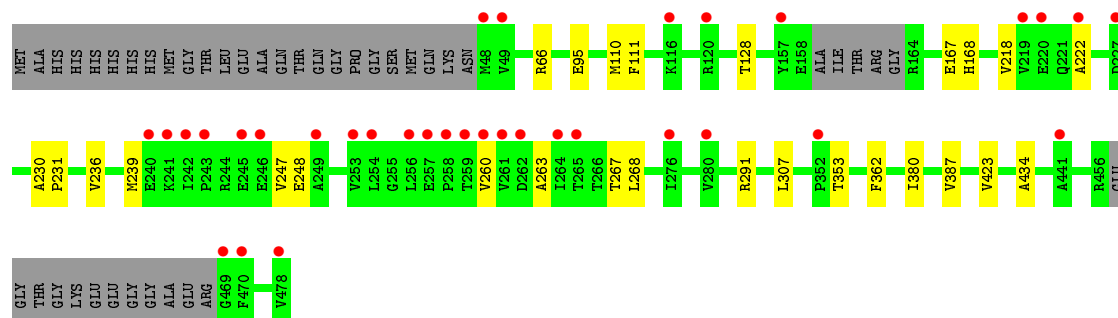 MET ALA HIS HIS HIS HIS HIS HIS MET GLY THR LEU GLU ALA GLN THR THR GLN GLY GLY PRO GLY SER MET GLN LYS ASN M48 V49 R66 E95 M110 F111 K116 R120 T128 Y157 E158 ALA ILE THR ARG GLY R164 E167 H168 V218 V219 E220 Q221 A222 D227
A230 P231 V236 M239 E240 K241 I242 P243 R244 E245 E246 V247 E248 A249 V253 L254 G255 L256 E257 P258 T259 V260 V261 D262 A263 I264 T265 T266 T267 L268 I276 V280 R291 L307 P352 T353 F362 I380 V387 V423 A434 A441 R456 GLU
GLY THR GLY LYS GLU GLU GLY GLY ALA GLU ARG G469 F470 V478